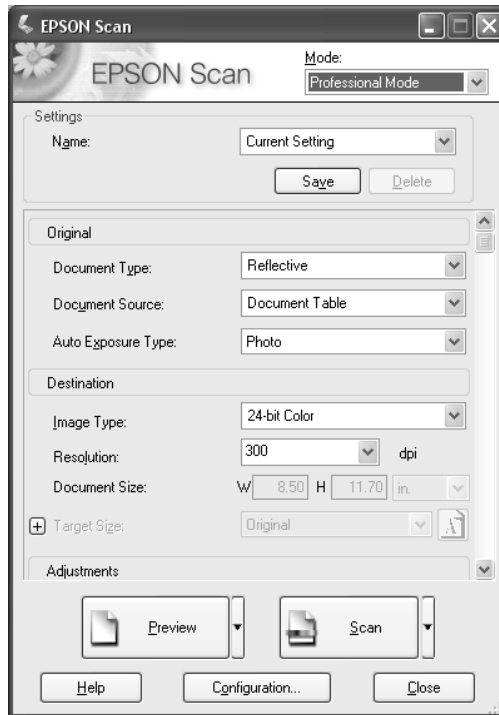 EPSON Scan
EPSON Scan
Mode:
Professional Mode
Settings
Name: Current Setting
Save Delete
Original
Document Type: Reflective
Document Source: Document Table
Auto Exposure Type: Photo
Destination
Image Type: 24-bit Color
Resolution: 300 dpi
Document Size: W 8.50 H 11.70 in.
+ Target Size: Original A
Adjustments
Preview Scan
Help Configuration... Close